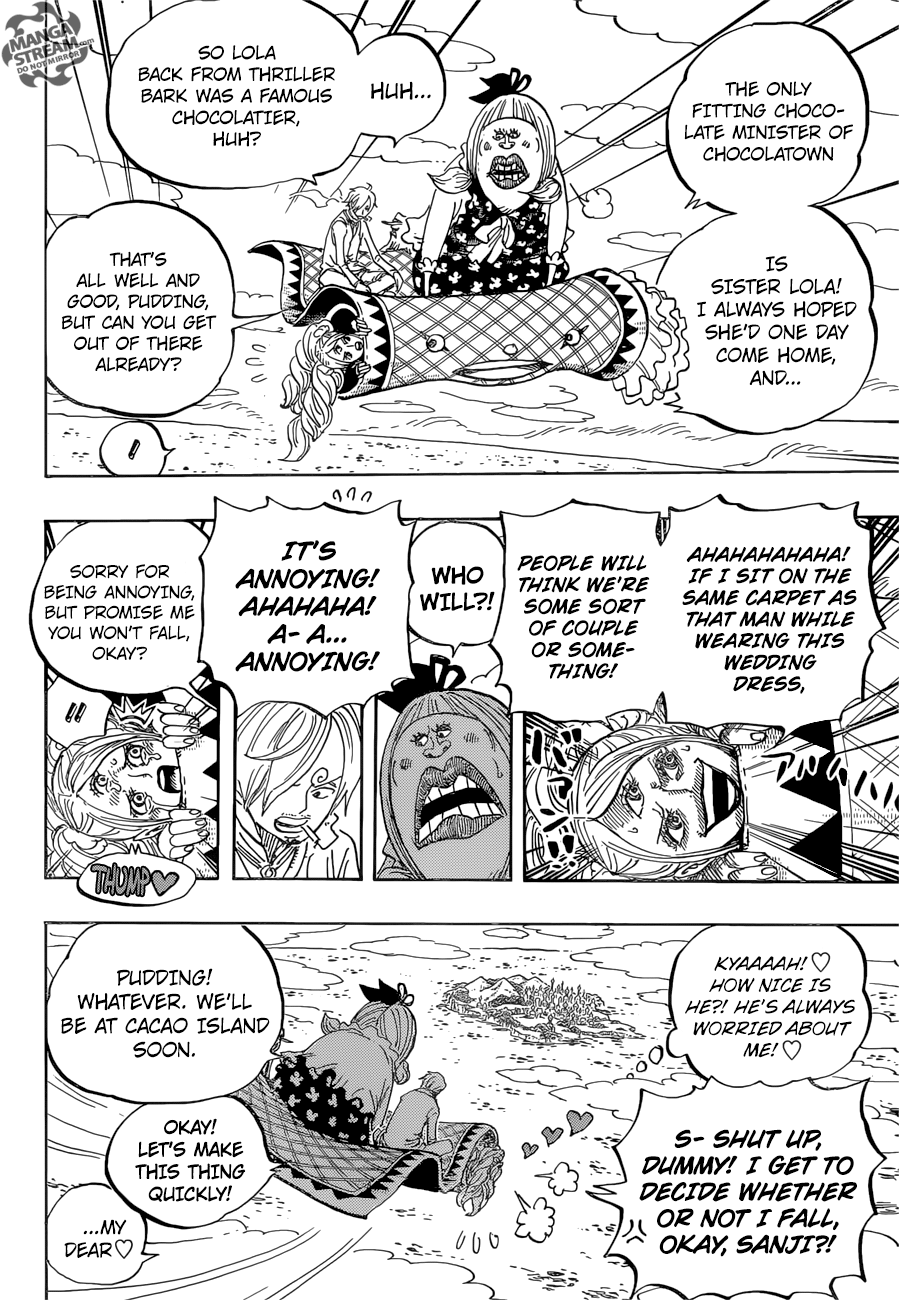 MANGA
STREAM
DO NOT MIRROR
THE ONLY
FITTING CHOCO-
LATE MINISTER OF
CHOCOLATOWN
IS
SISTER LOLA!
I ALWAYS HOPED
SHE'D ONE DAY
COME HOME,
AND...
HUH...
SO LOLA
BACK FROM THRILLER
BARK WAS A FAMOUS
CHOCOLATIER,
HUH?
THAT'S
ALL WELL AND
GOOD, PUDDING,
BUT CAN YOU GET
OUT OF THERE
ALREADY?
!
AHAHAHAHAHA!
IF I SIT ON THE
SAME CARPET AS
THAT MAN WHILE
WEARING THIS
WEDDING
DRESS,
PEOPLE WILL
THINK WE'RE
SOME SORT
OF COUPLE
OR SOME-
THING!
WHO
WILL?!
IT'S
ANNOYING!
AHAHAHA!
A- A...
ANNOYING!
SORRY FOR
BEING ANNOYING,
BUT PROMISE ME
YOU WON'T FALL,
OKAY?
!!
THUMP♡
KYAAAAH! ♡
HOW NICE IS
HE?! HE'S ALWAYS
WORRIED ABOUT
ME! ♡
S- SHUT UP,
DUMMY! I GET TO
DECIDE WHETHER
OR NOT I FALL,
OKAY, SANJI?!
PUDDING!
WHATEVER. WE'LL
BE AT CACAO ISLAND
SOON.
OKAY!
LET'S MAKE
THIS THING
QUICKLY!
...MY
DEAR♡